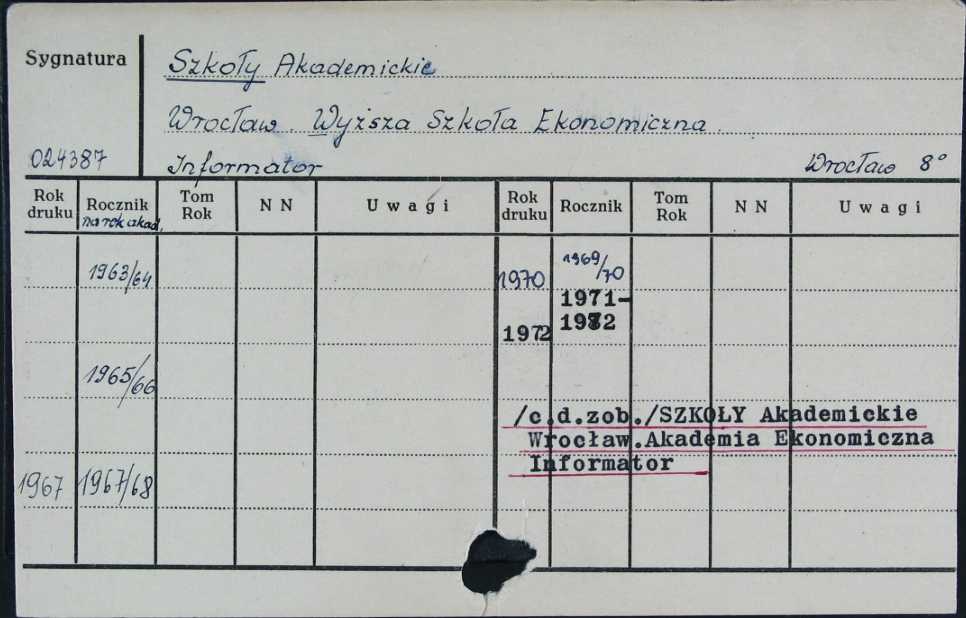 Sygnatura
Szkoły Akademickie
Wrocław. Wyższa Szkoła Ekonomiczna.
024387
Informator
Wrocław 8°
Rok druku Rocznik Tom Rok N N Uwagi Rok druku Rocznik Tom Rok N N Uwagi
na rok akad.
1963/64
1970 1969/70
1971-
1972 1972
1965/66
/c.d.zob./SZKOŁY Akademickie
Wrocław.Akademia Ekonomiczna
Informator
1967 1967/68